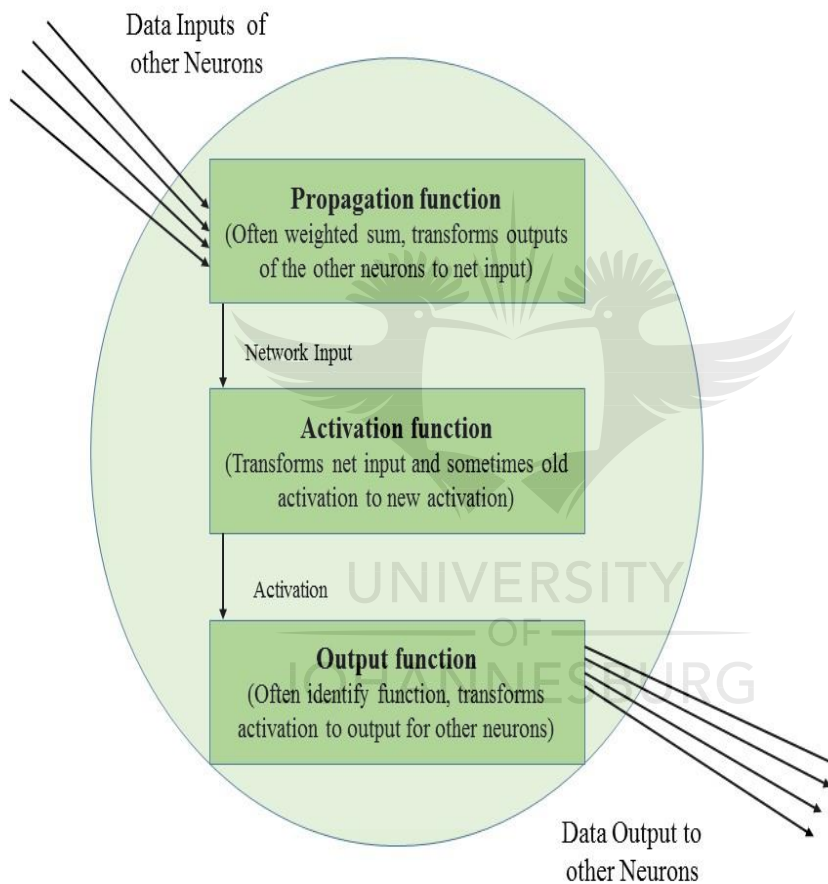 Data Inputs of
other Neurons
Propagation function
(Often weighted sum, transforms outputs
of the other neurons to net input)
Network Input
Activation function
(Transforms net input and sometimes old
activation to new activation)
Activation
UNIVERSITY
OF
JOHANNESBURG
Output function
(Often identify function, transforms
activation to output for other neurons)
Data Output to
other Neurons